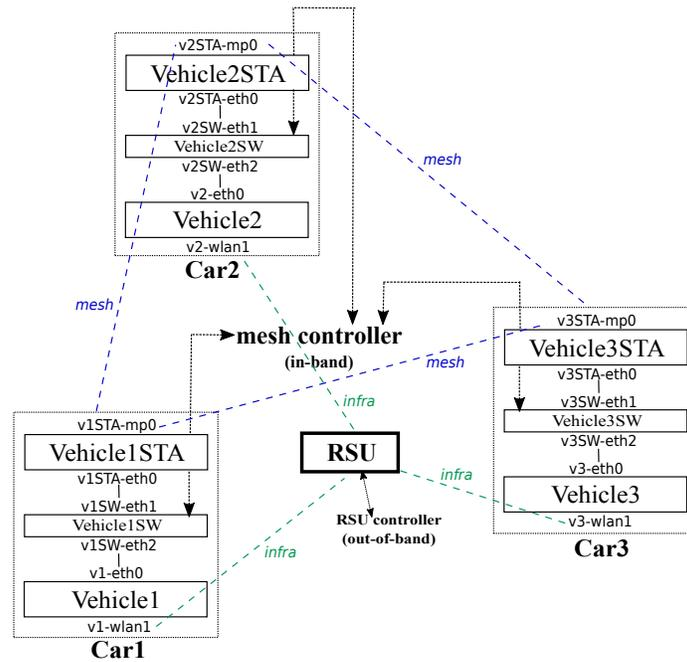 v2STA-mp0
Vehicle2STA
v2STA-eth0
v2SW-eth1
Vehicle2SW
v2SW-eth2
v2-eth0
Vehicle2
v2-wlan1
Car2
mesh
mesh
mesh controller
(in-band)
mesh
infra
v3STA-mp0
Vehicle3STA
v3STA-eth0
v3SW-eth1
Vehicle3SW
v3SW-eth2
v3-eth0
Vehicle3
v3-wlan1
Car3
v1STA-mp0
Vehicle1STA
v1STA-eth0
v1SW-eth1
Vehicle1SW
v1SW-eth2
v1-eth0
Vehicle1
v1-wlan1
Car1
RSU
infra
infra
RSU controller
(out-of-band)